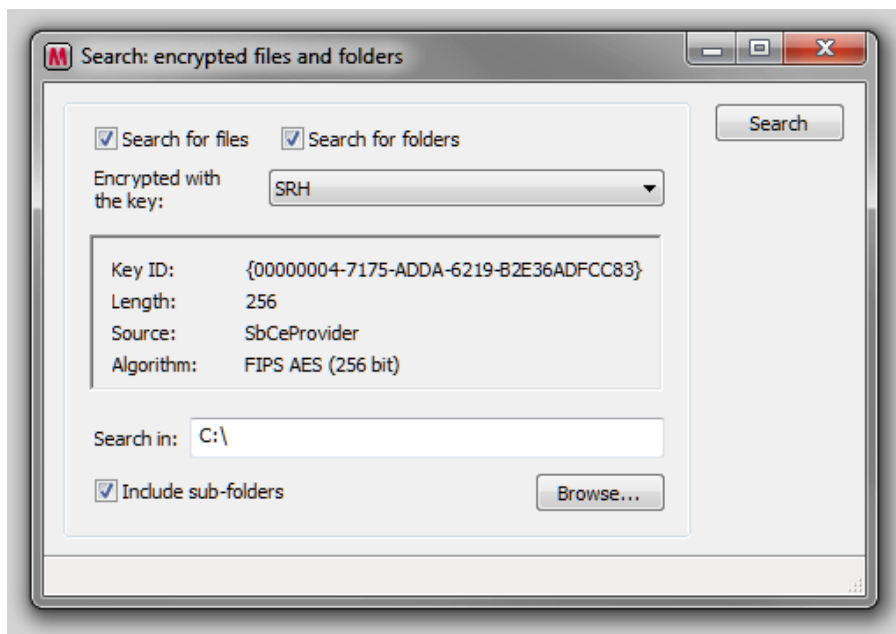 Search: encrypted files and folders
Search for files Search for folders
Search
Encrypted with
the key:
SRH
Key ID: {00000004-7175-ADDA-6219-B2E36ADFCC83}
Length: 256
Source: SbCeProvider
Algorithm: FIPS AES (256 bit)
Search in: C:\
Include sub-folders
Browse...